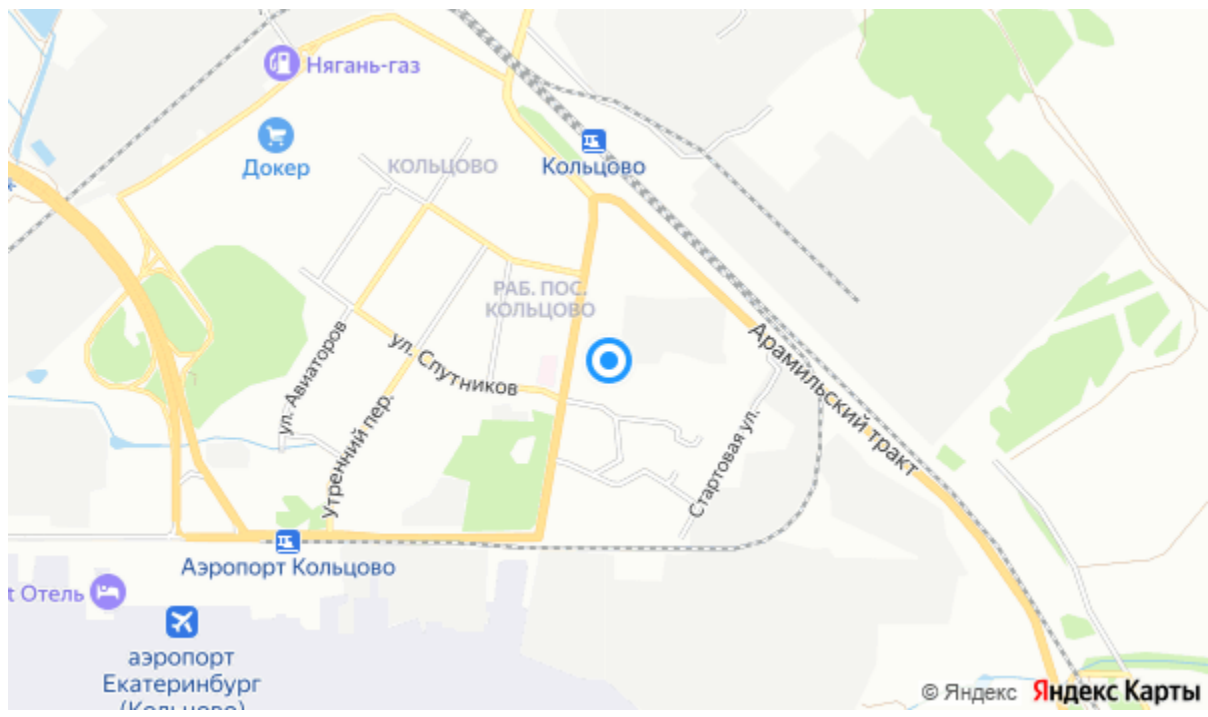 Нягань-газ
Докер
КОЛЬЦОВО
Кольцово
РАБ. ПОС.
КОЛЬЦОВО
ул. Авиаторов
ул. Спутников
Утренний пер.
Арамильский тракт
Стартовая ул.
Аэропорт Кольцово
t Отель
аэропорт
Екатеринбург
(Кольцово)
© Яндекс Яндекс Карты